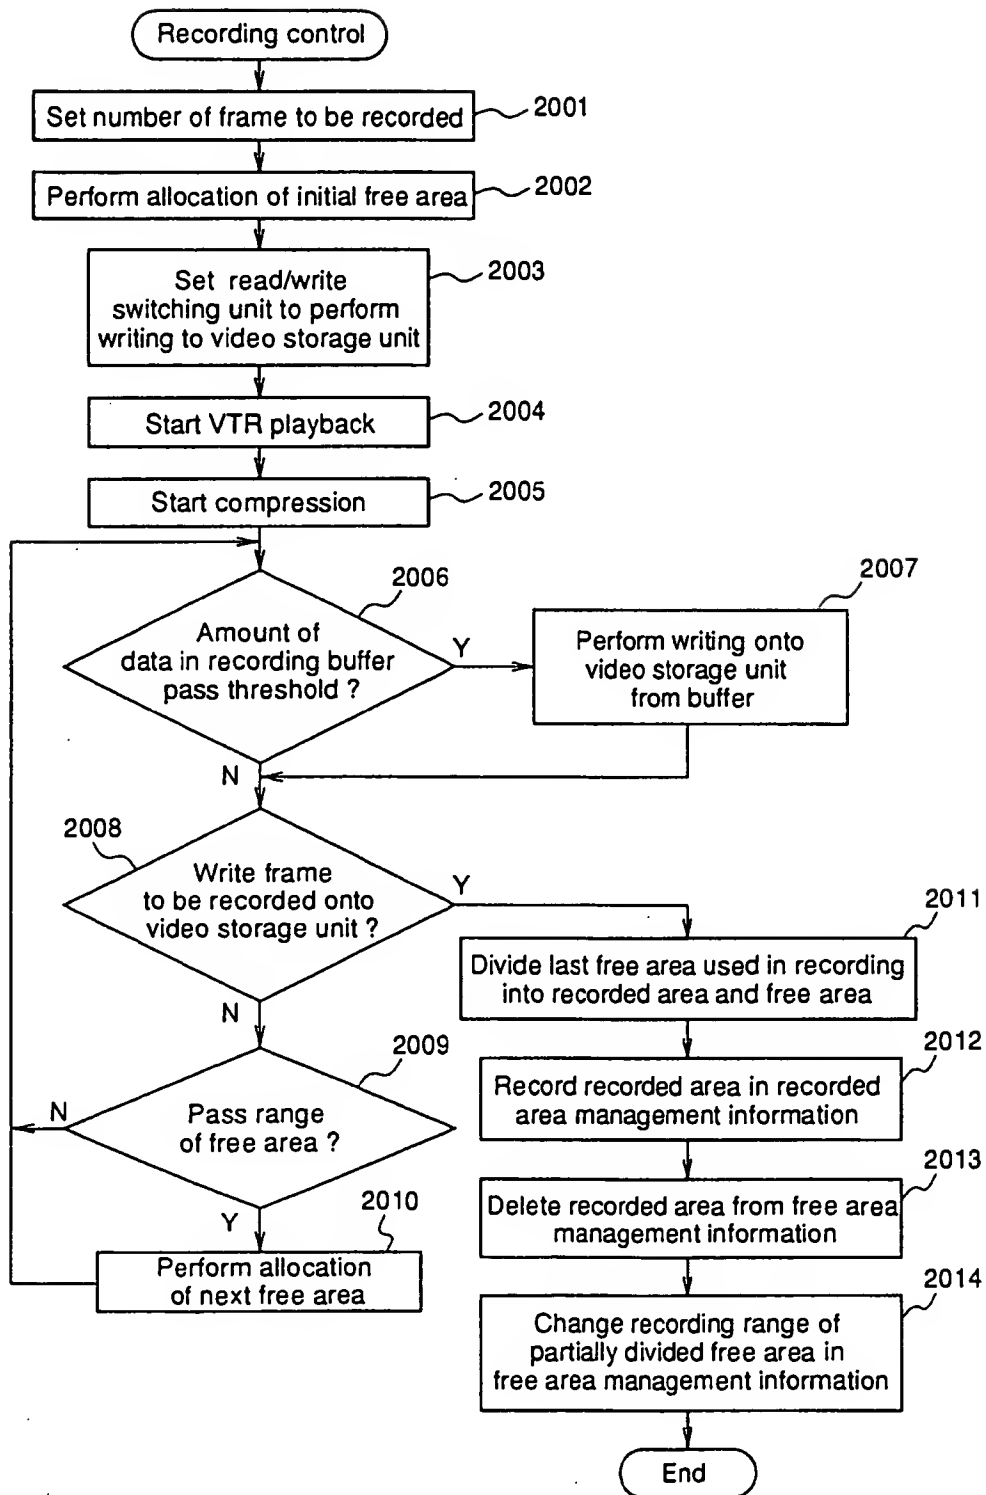 Recording control
Set number of frame to be recorded
2001
Perform allocation of initial free area
2002
Set read/write
switching unit to perform
writing to video storage unit
2003
Start VTR playback
2004
Start compression
2005
Amount of
data in recording buffer
pass threshold ?
2006
Y
N
Perform writing onto
video storage unit
from buffer
2007
Write frame
to be recorded onto
video storage unit ?
2008
Y
N
Pass range
of free area ?
2009
N
Y
Perform allocation
of next free area
2010
Divide last free area used in recording
into recorded area and free area
2011
Record recorded area in recorded
area management information
2012
Delete recorded area from free area
management information
2013
Change recording range of
partially divided free area in
free area management information
2014
End